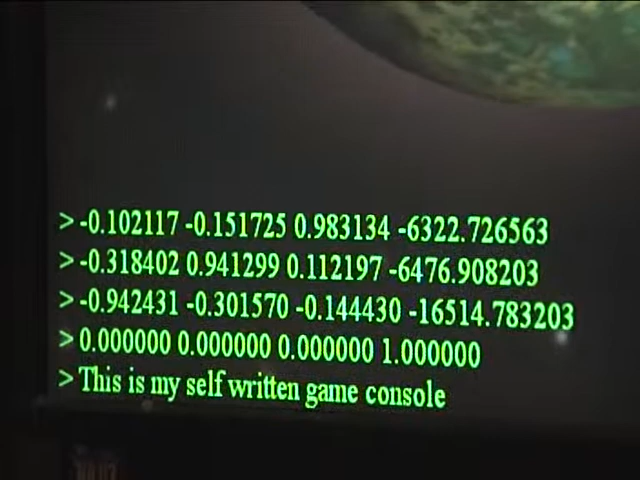 > -0.102117 -0.151725 0.983134 -6322.726563
> -0.318402 0.941299 0.112197 -6476.908203
> -0.942431 -0.301570 -0.144430 -16514.783203
> 0.000000 0.000000 0.000000 1.000000
> This is my self written game console